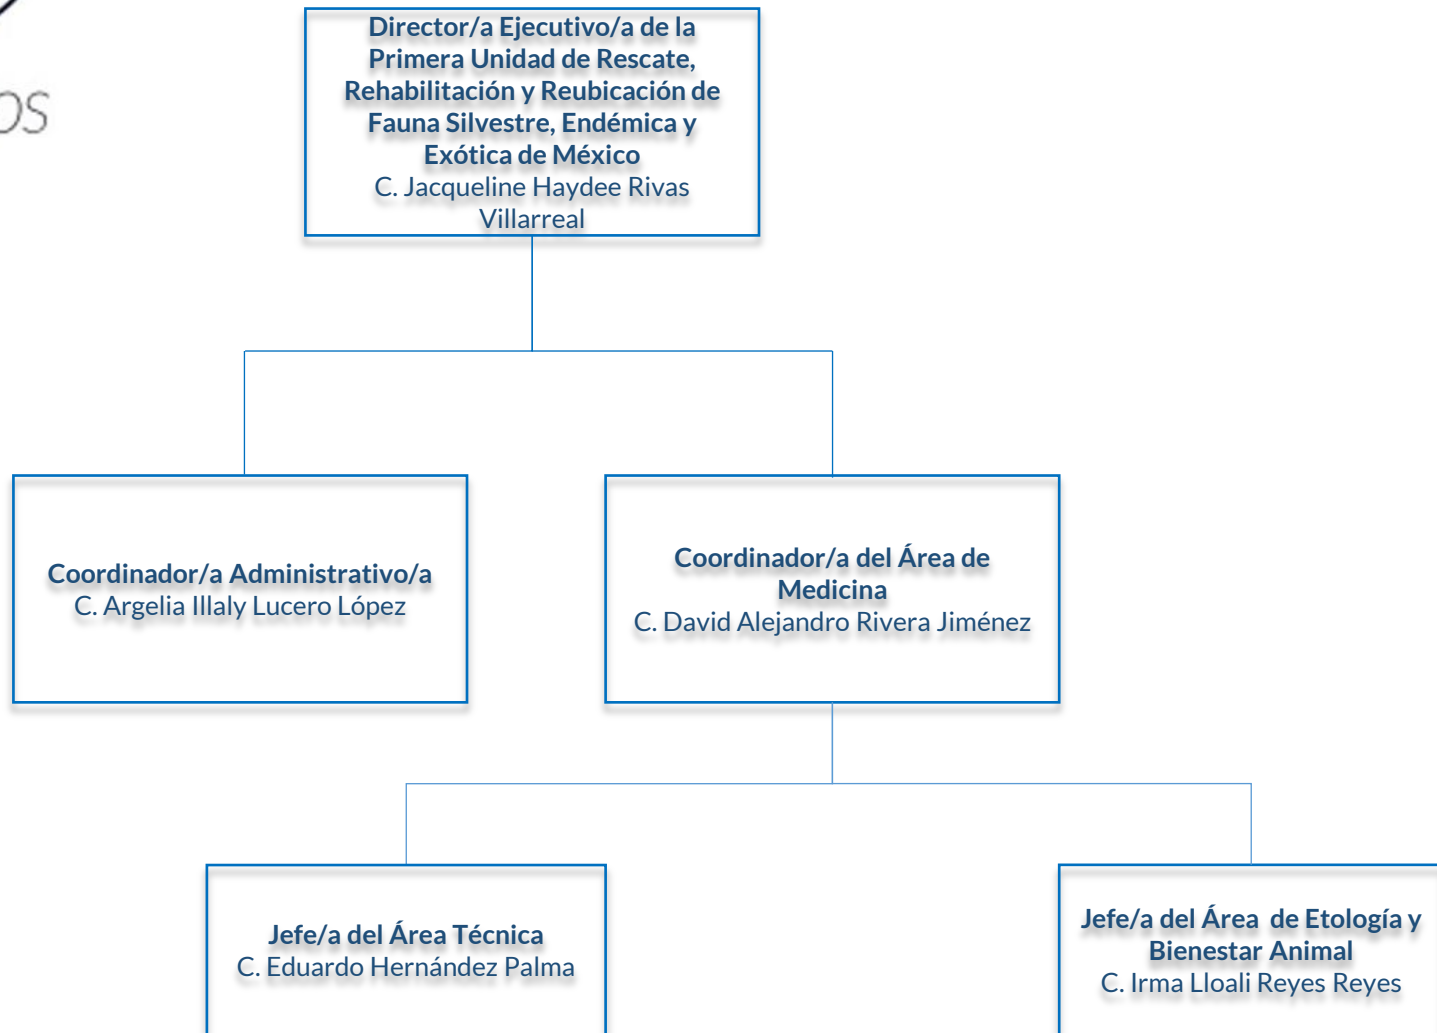 OS
Director/a Ejecutivo/a de la
Primera Unidad de Rescate,
Rehabilitación y Reubicación de
Fauna Silvestre, Endémica y
Exótica de México
C. Jacqueline Haydee Rivas
Villarreal
Coordinador/a Administrativo/a
C. Argelia Illaly Lucero López
Coordinador/a del Área de
Medicina
C. David Alejandro Rivera Jiménez
Jefe/a del Área Técnica
C. Eduardo Hernández Palma
Jefe/a del Área de Etología y
Bienestar Animal
C. Irma Lloali Reyes Reyes